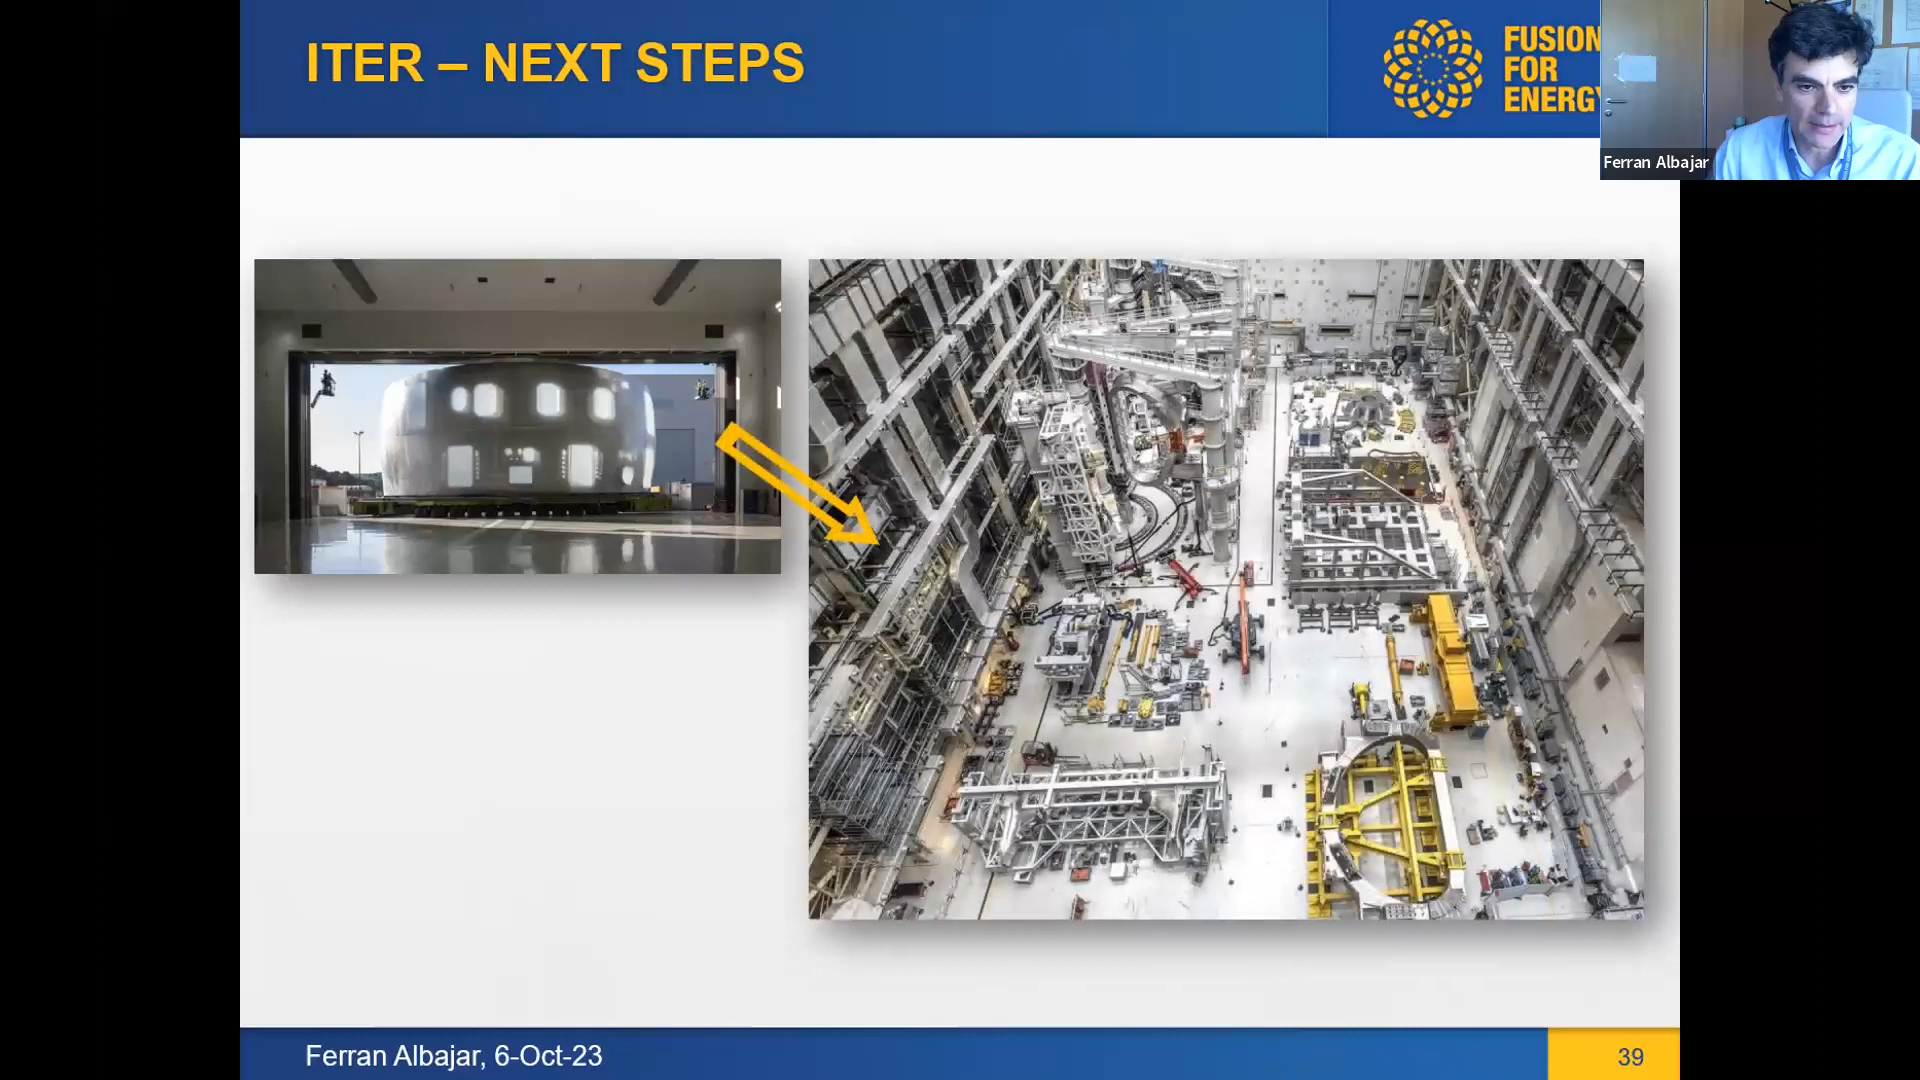 ITER – NEXT STEPS
FUSION
FOR
ENERGY
Ferran Albajar
Ferran Albajar, 6-Oct-23
39